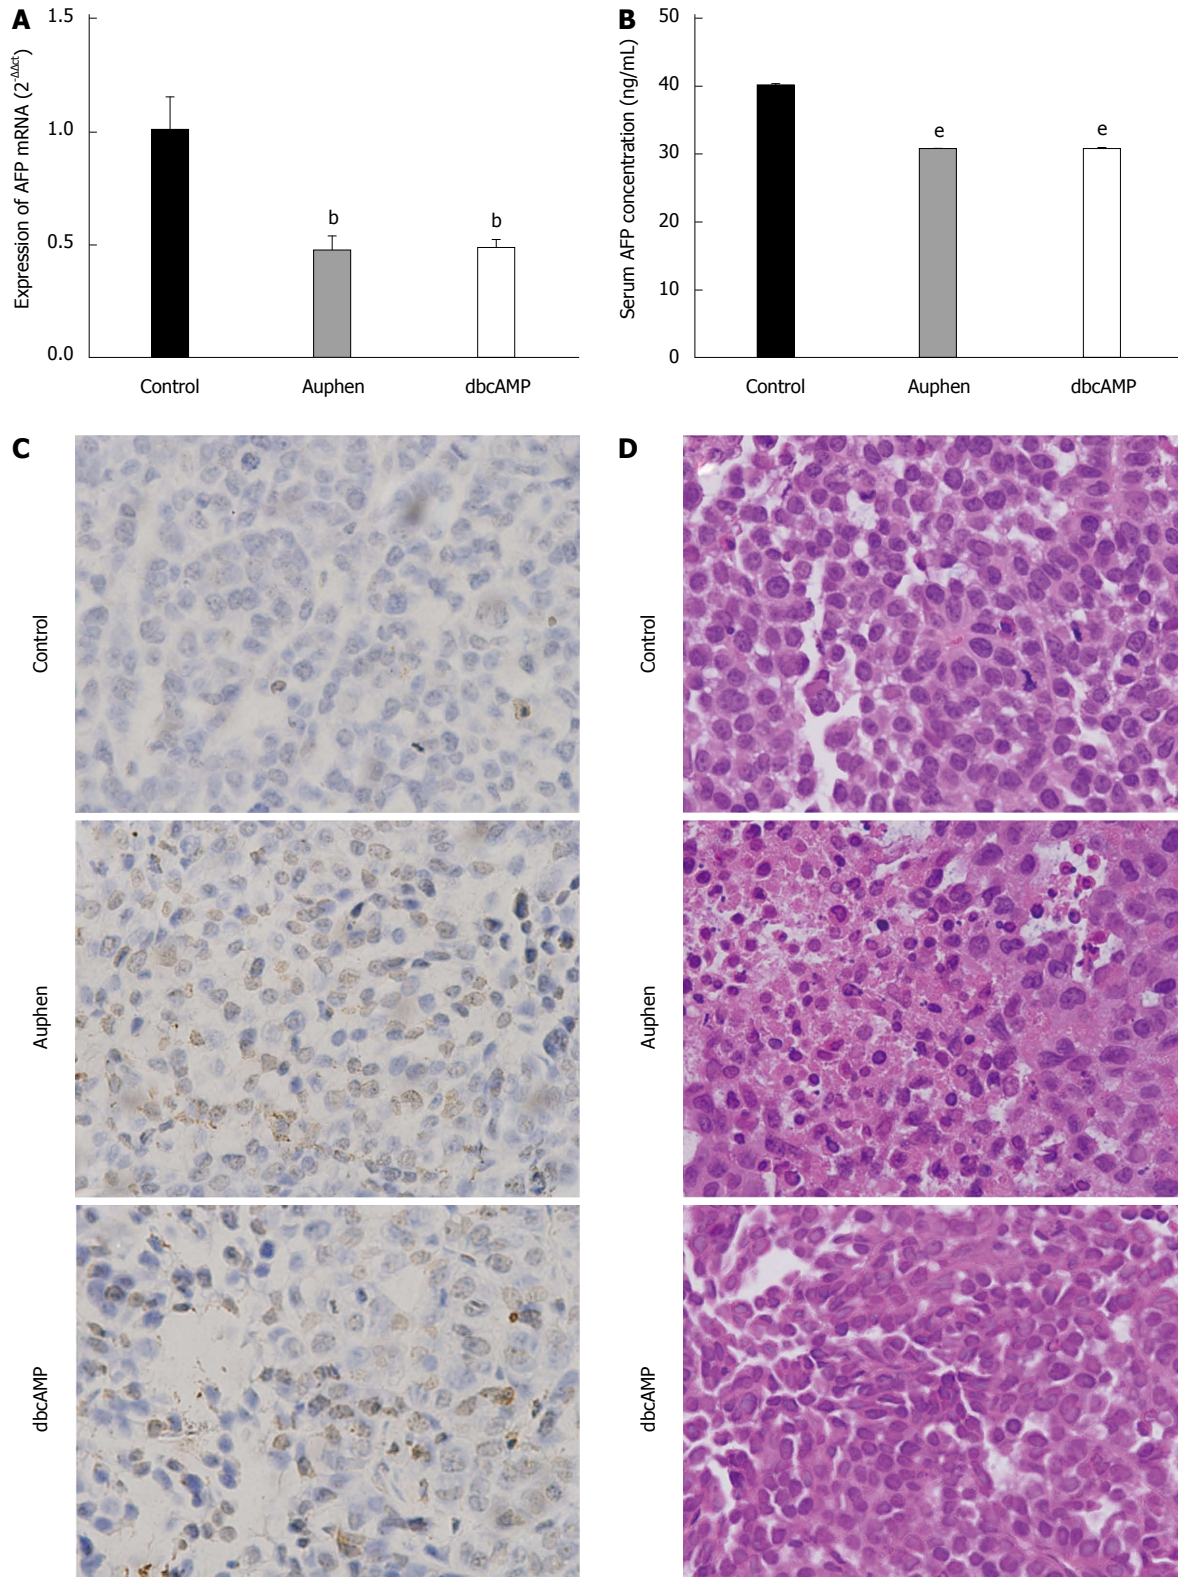 A
Expression of AFP mRNA (2^-ΔΔct)
1.5
1.0
0.5
0.0
b
b
Control
Auphen
dbcAMP
B
Serum AFP concentration (ng/mL)
50
40
30
20
10
0
e
e
Control
Auphen
dbcAMP
C
Control
Auphen
dbcAMP
D
Control
Auphen
dbcAMP